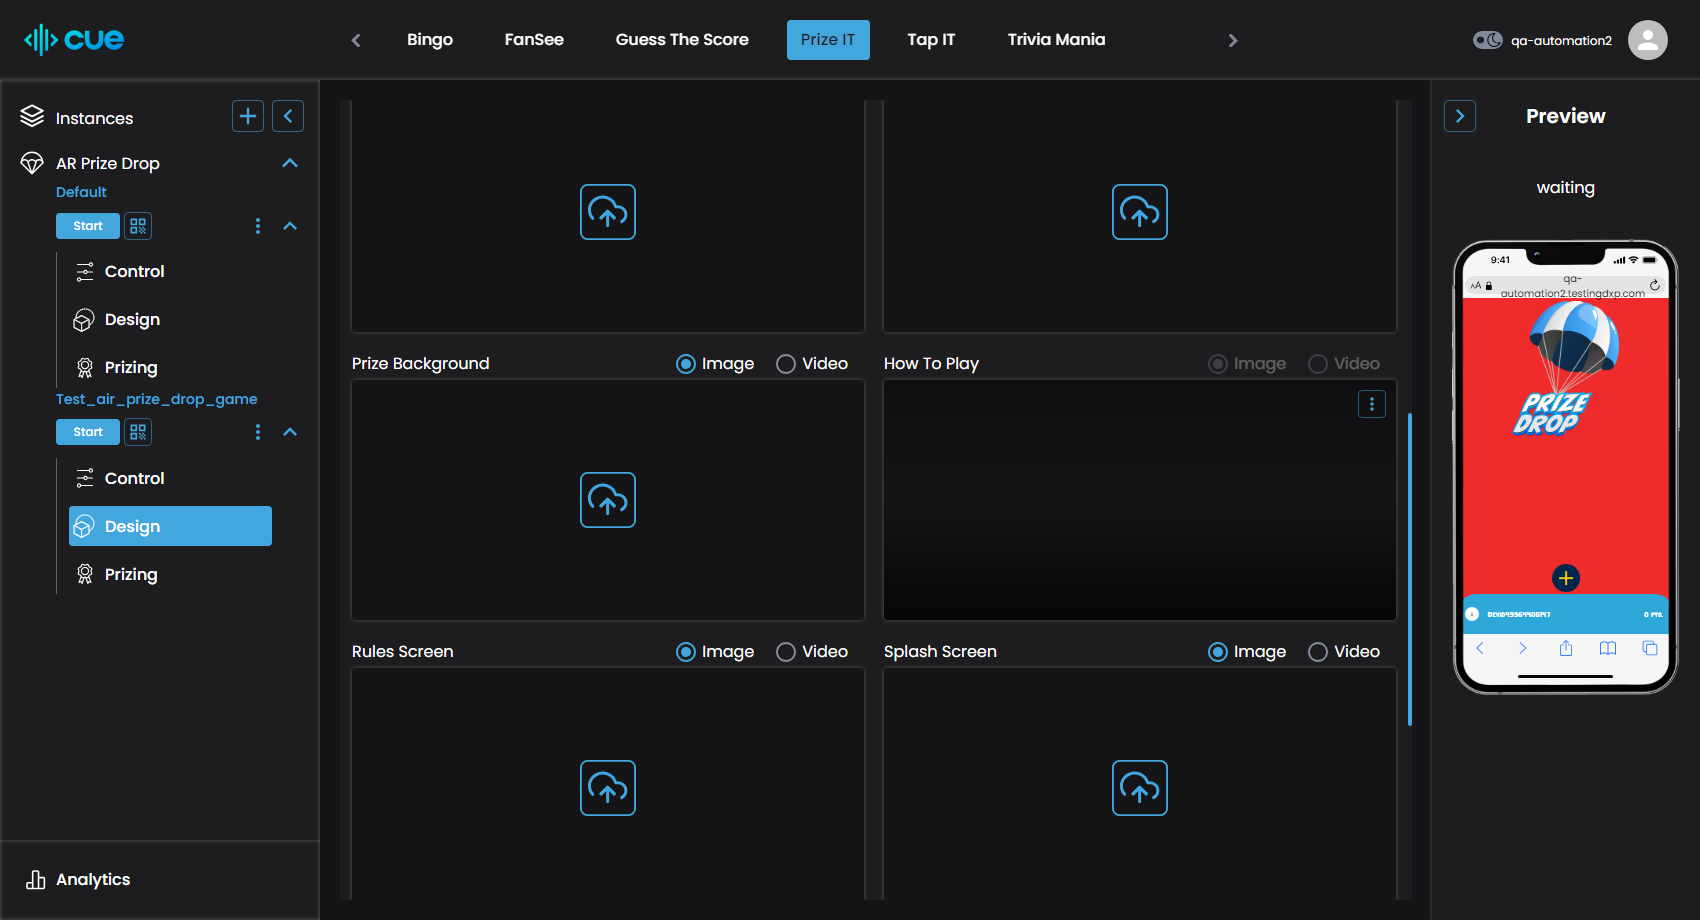 cue
Bingo
FanSee
Guess The Score
Prize IT
Tap IT
Trivia Mania
qa-automation2
Instances
AR Prize Drop
Default
Start
Control
Design
Prizing
Test_air_prize_drop_game
Start
Control
Design
Prizing
Analytics
Prize Background
Image
Video
How To Play
Image
Video
Rules Screen
Image
Video
Splash Screen
Image
Video
Preview
waiting
9:41
AA
qa-
automation2.testingdxp.com
PRIZE
DROP
0 PTS.